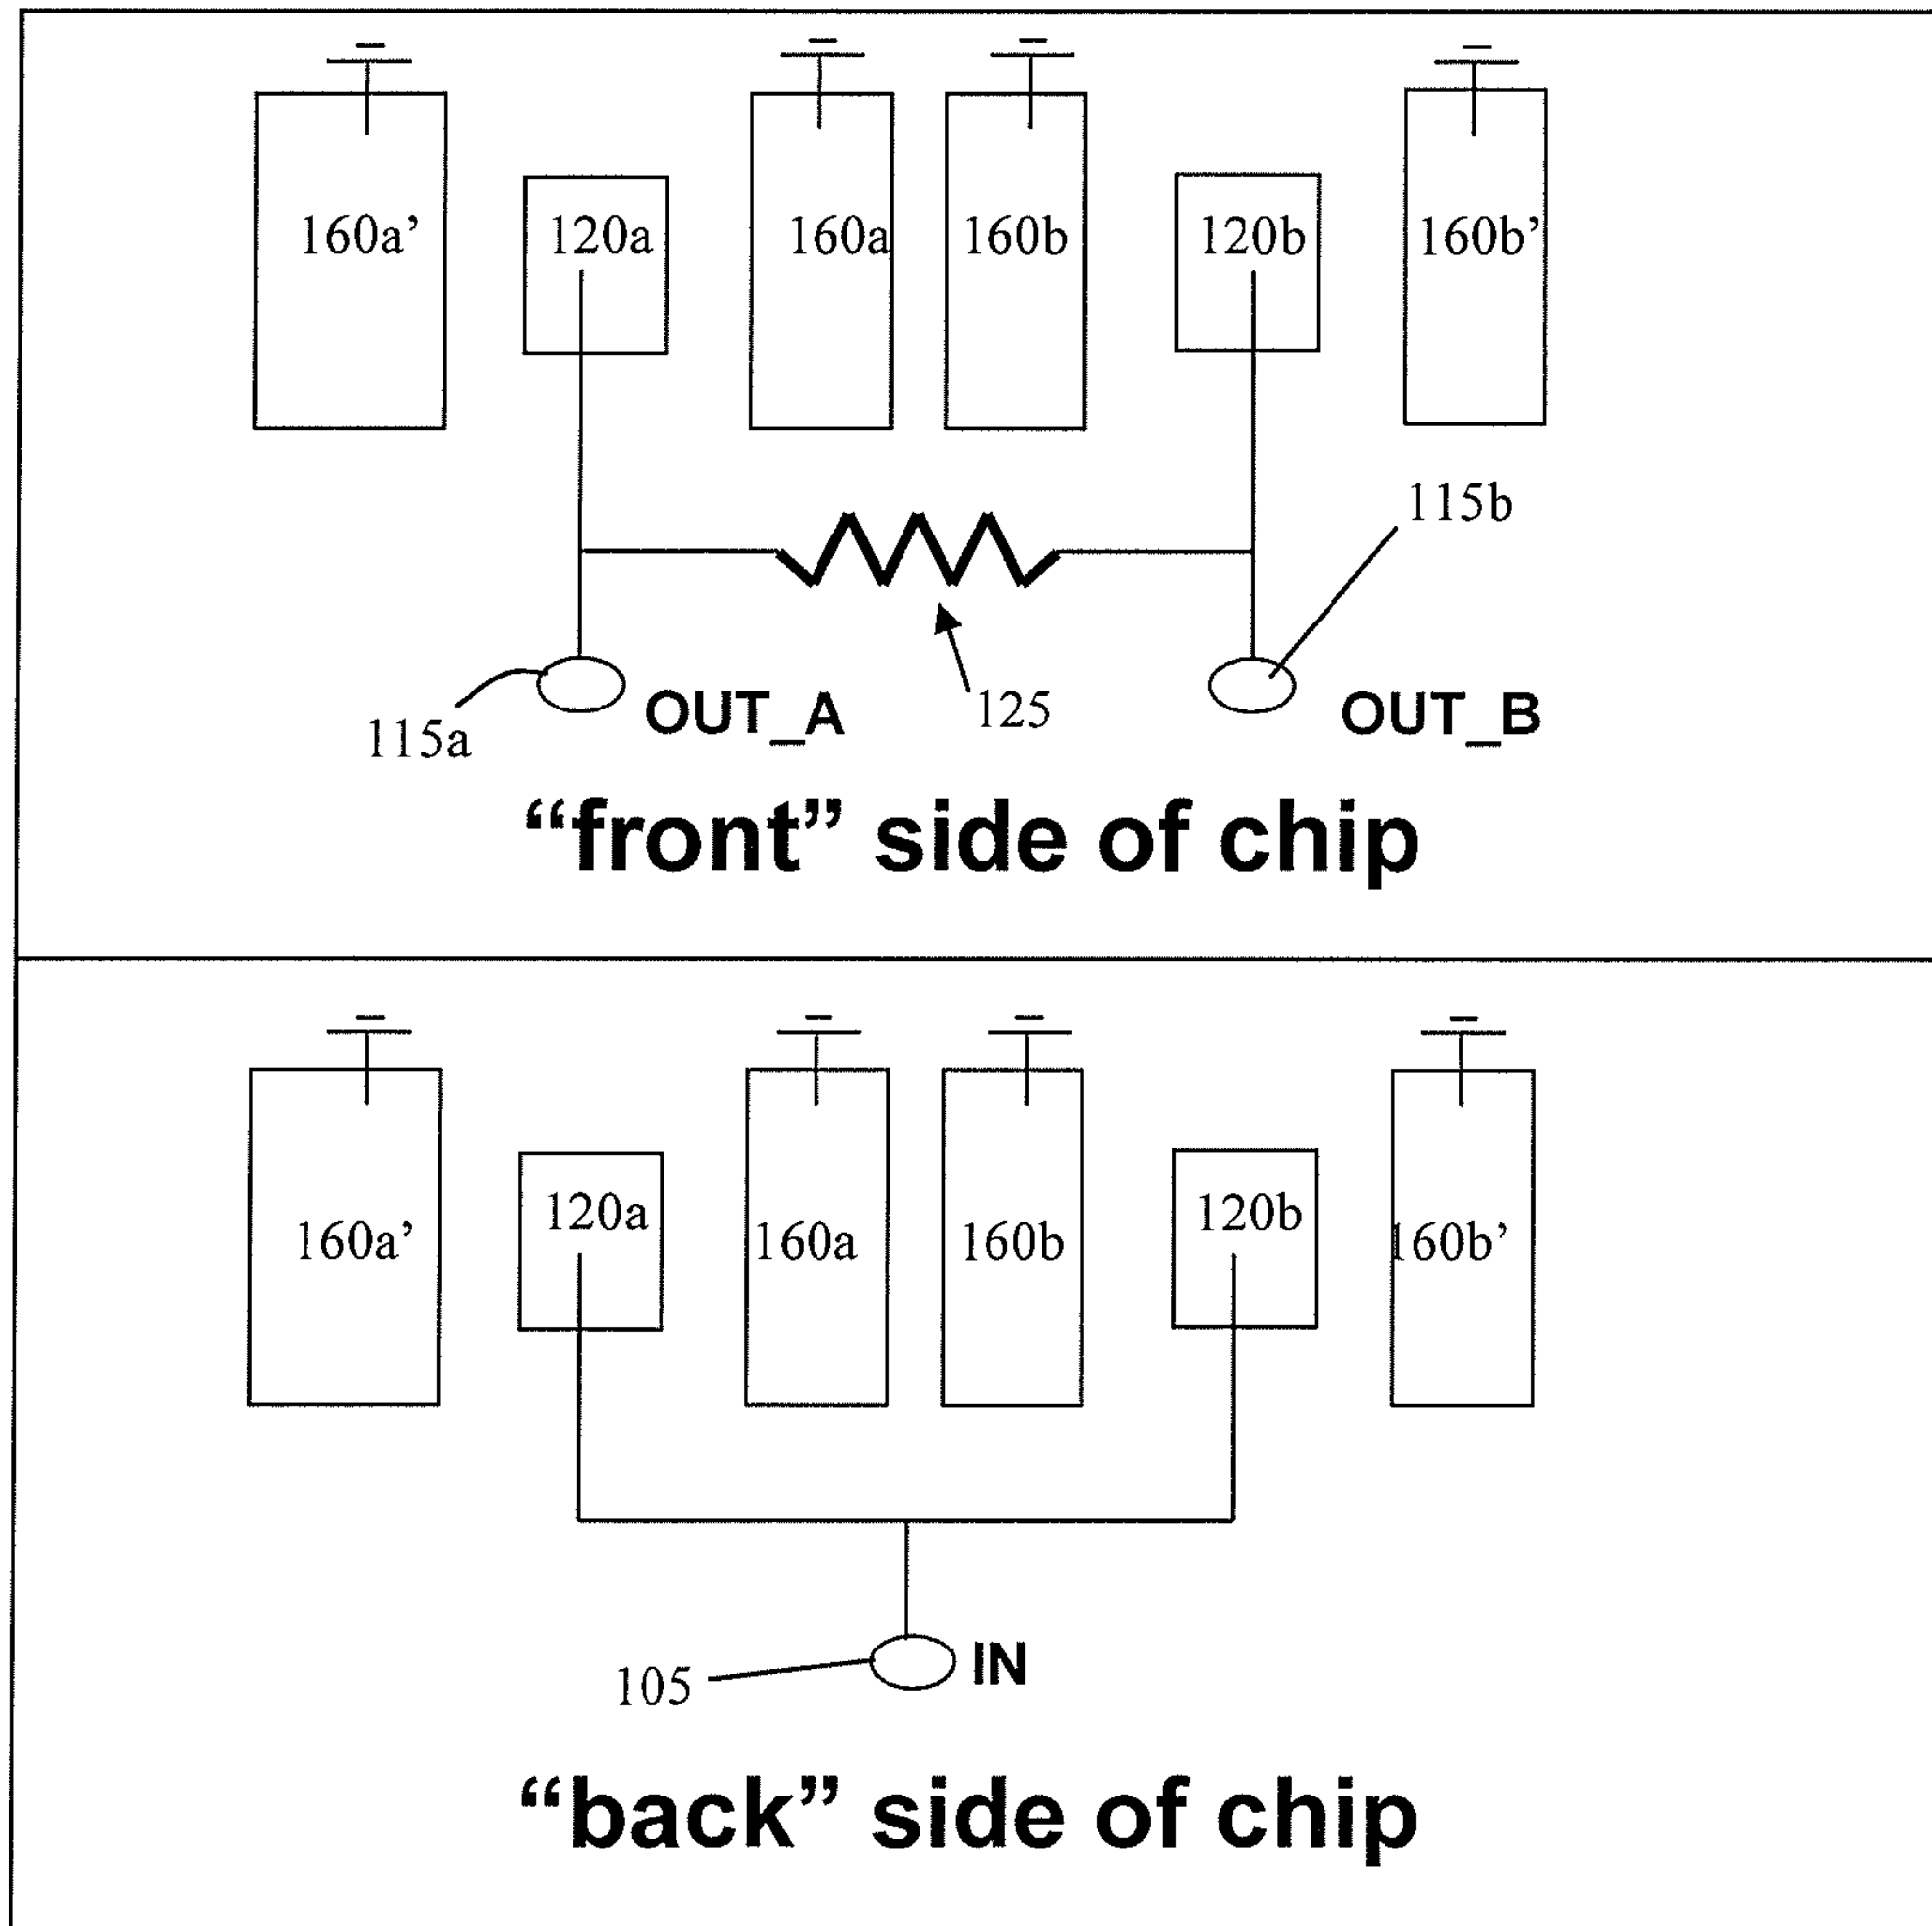 160a’ 120a 160a 160b 120b 160b’
115b
OUT_A 125 OUT_B
115a
“front” side of chip
160a’ 120a 160a 160b 120b 160b’
105 IN
“back” side of chip